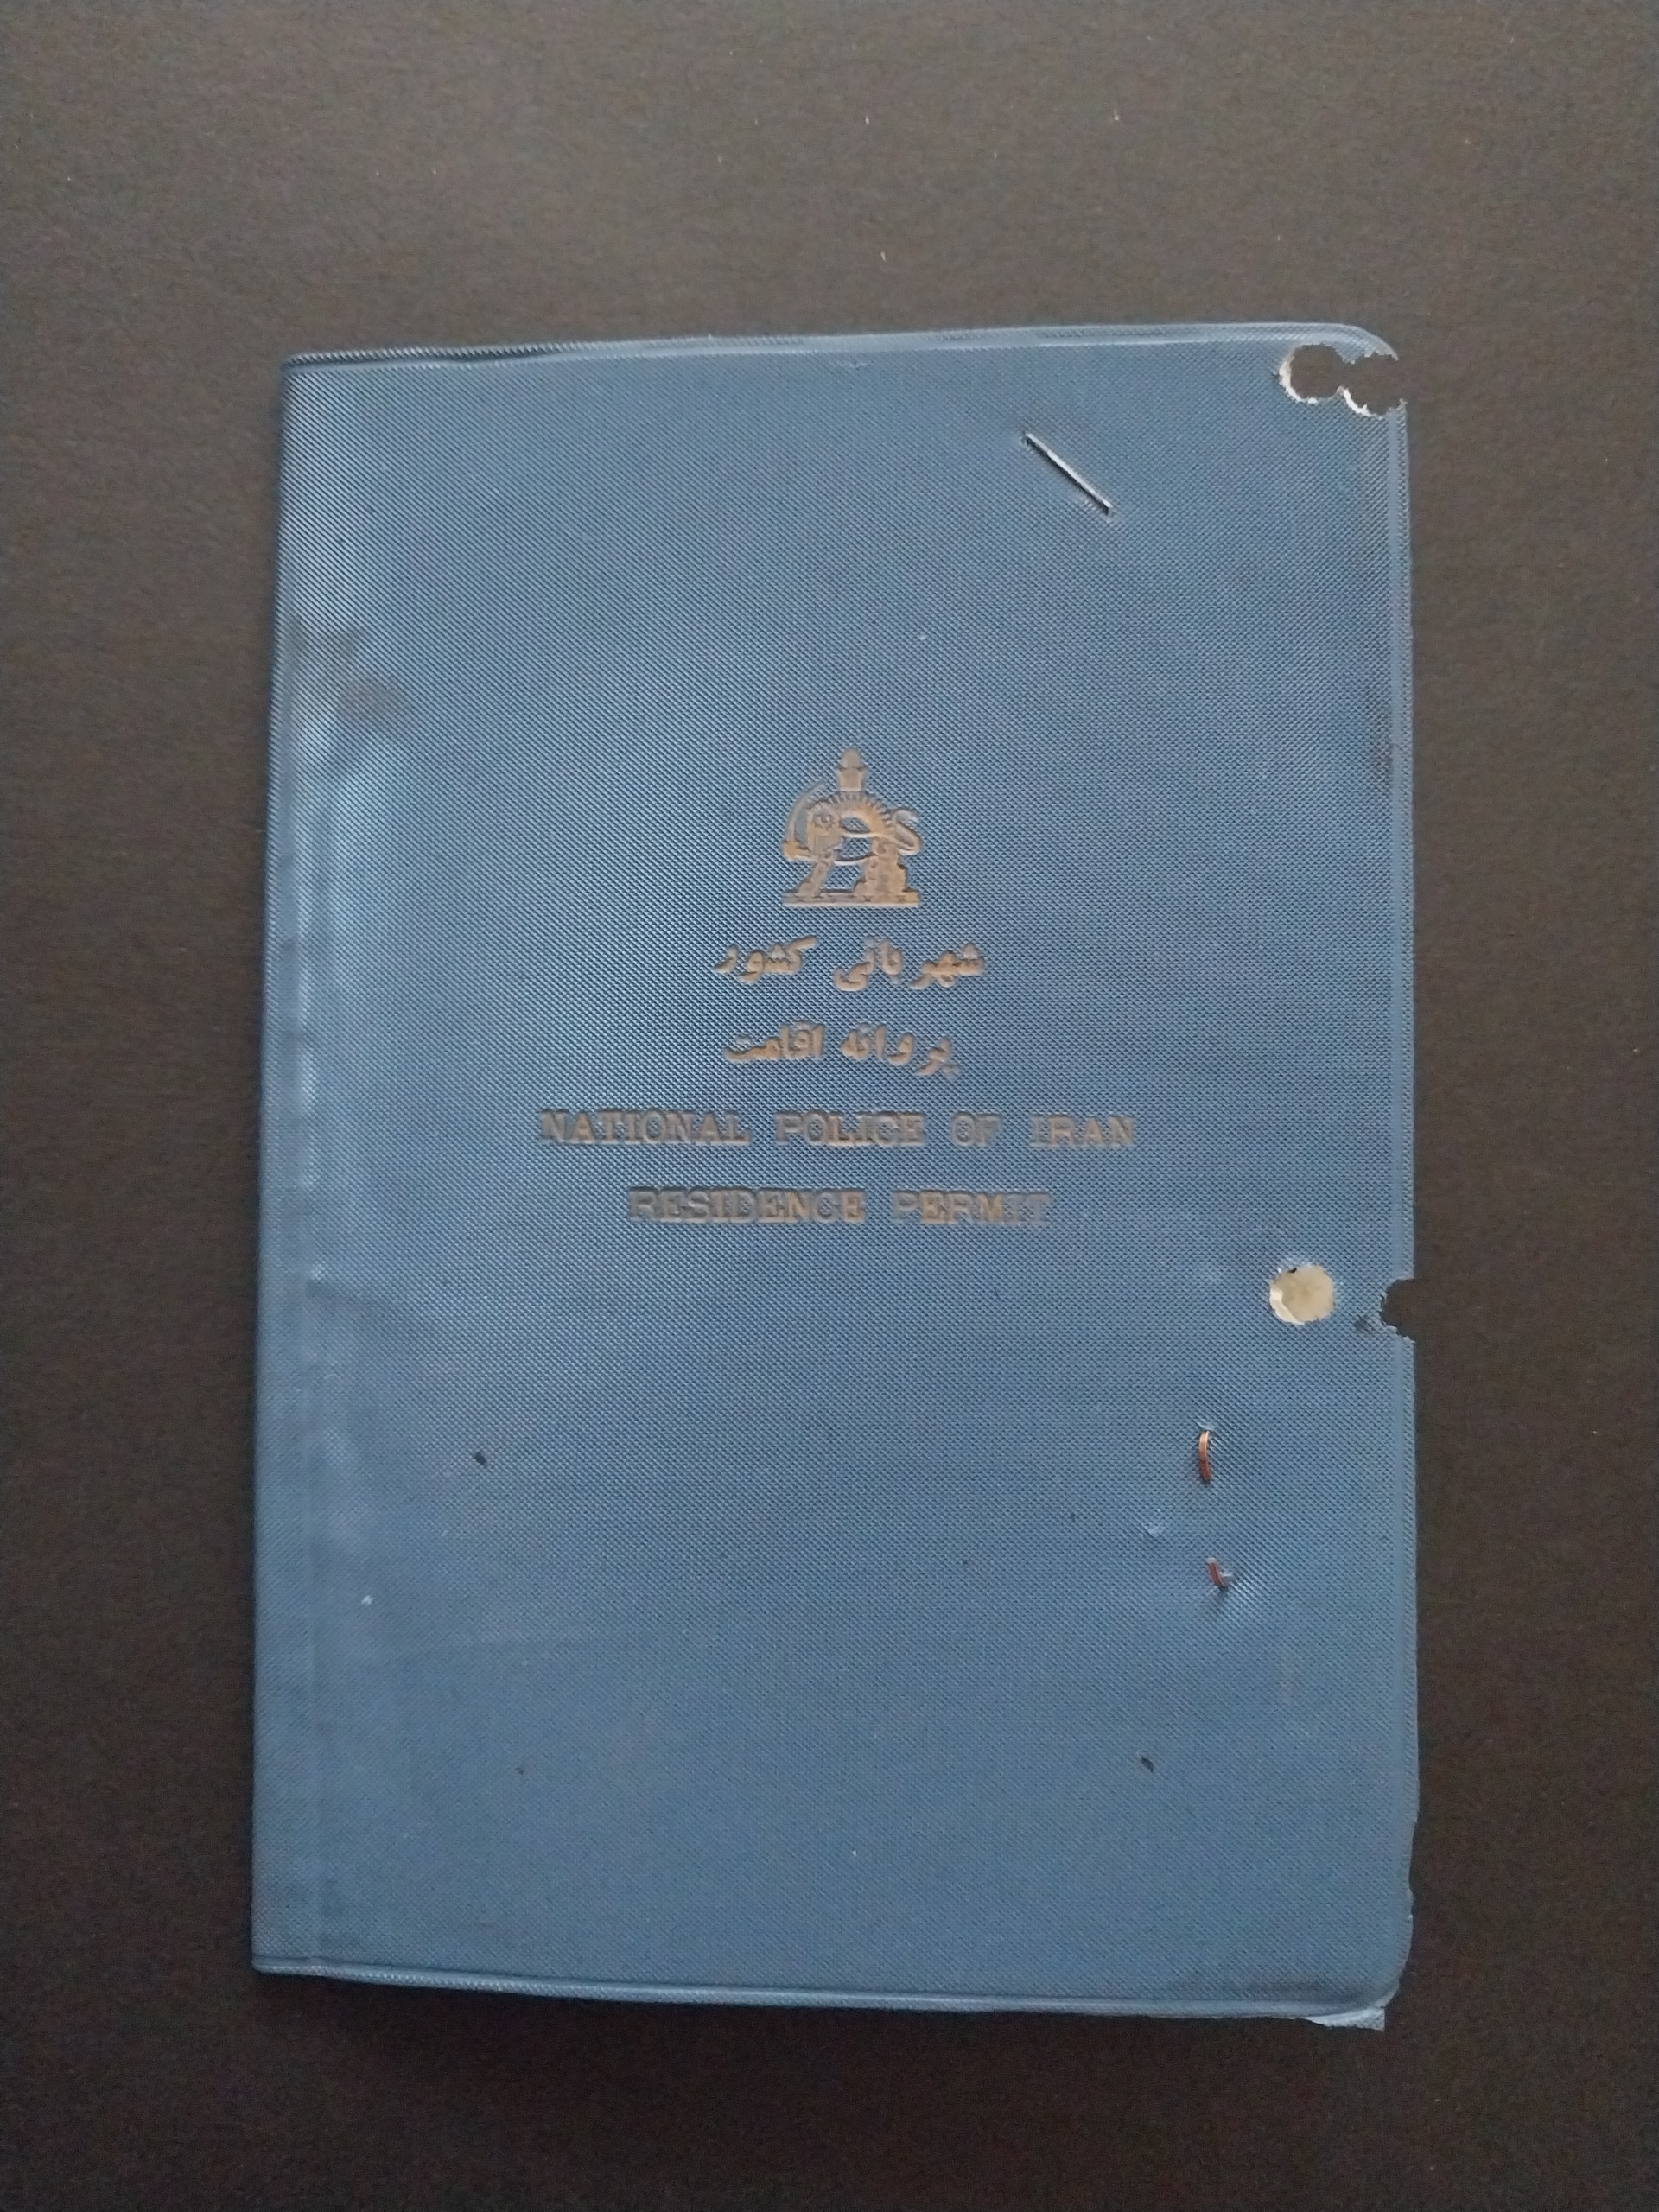 شهربانی کشور
پروانه اقامت
NATIONAL POLICE OF IRAN
RESIDENCE PERMIT